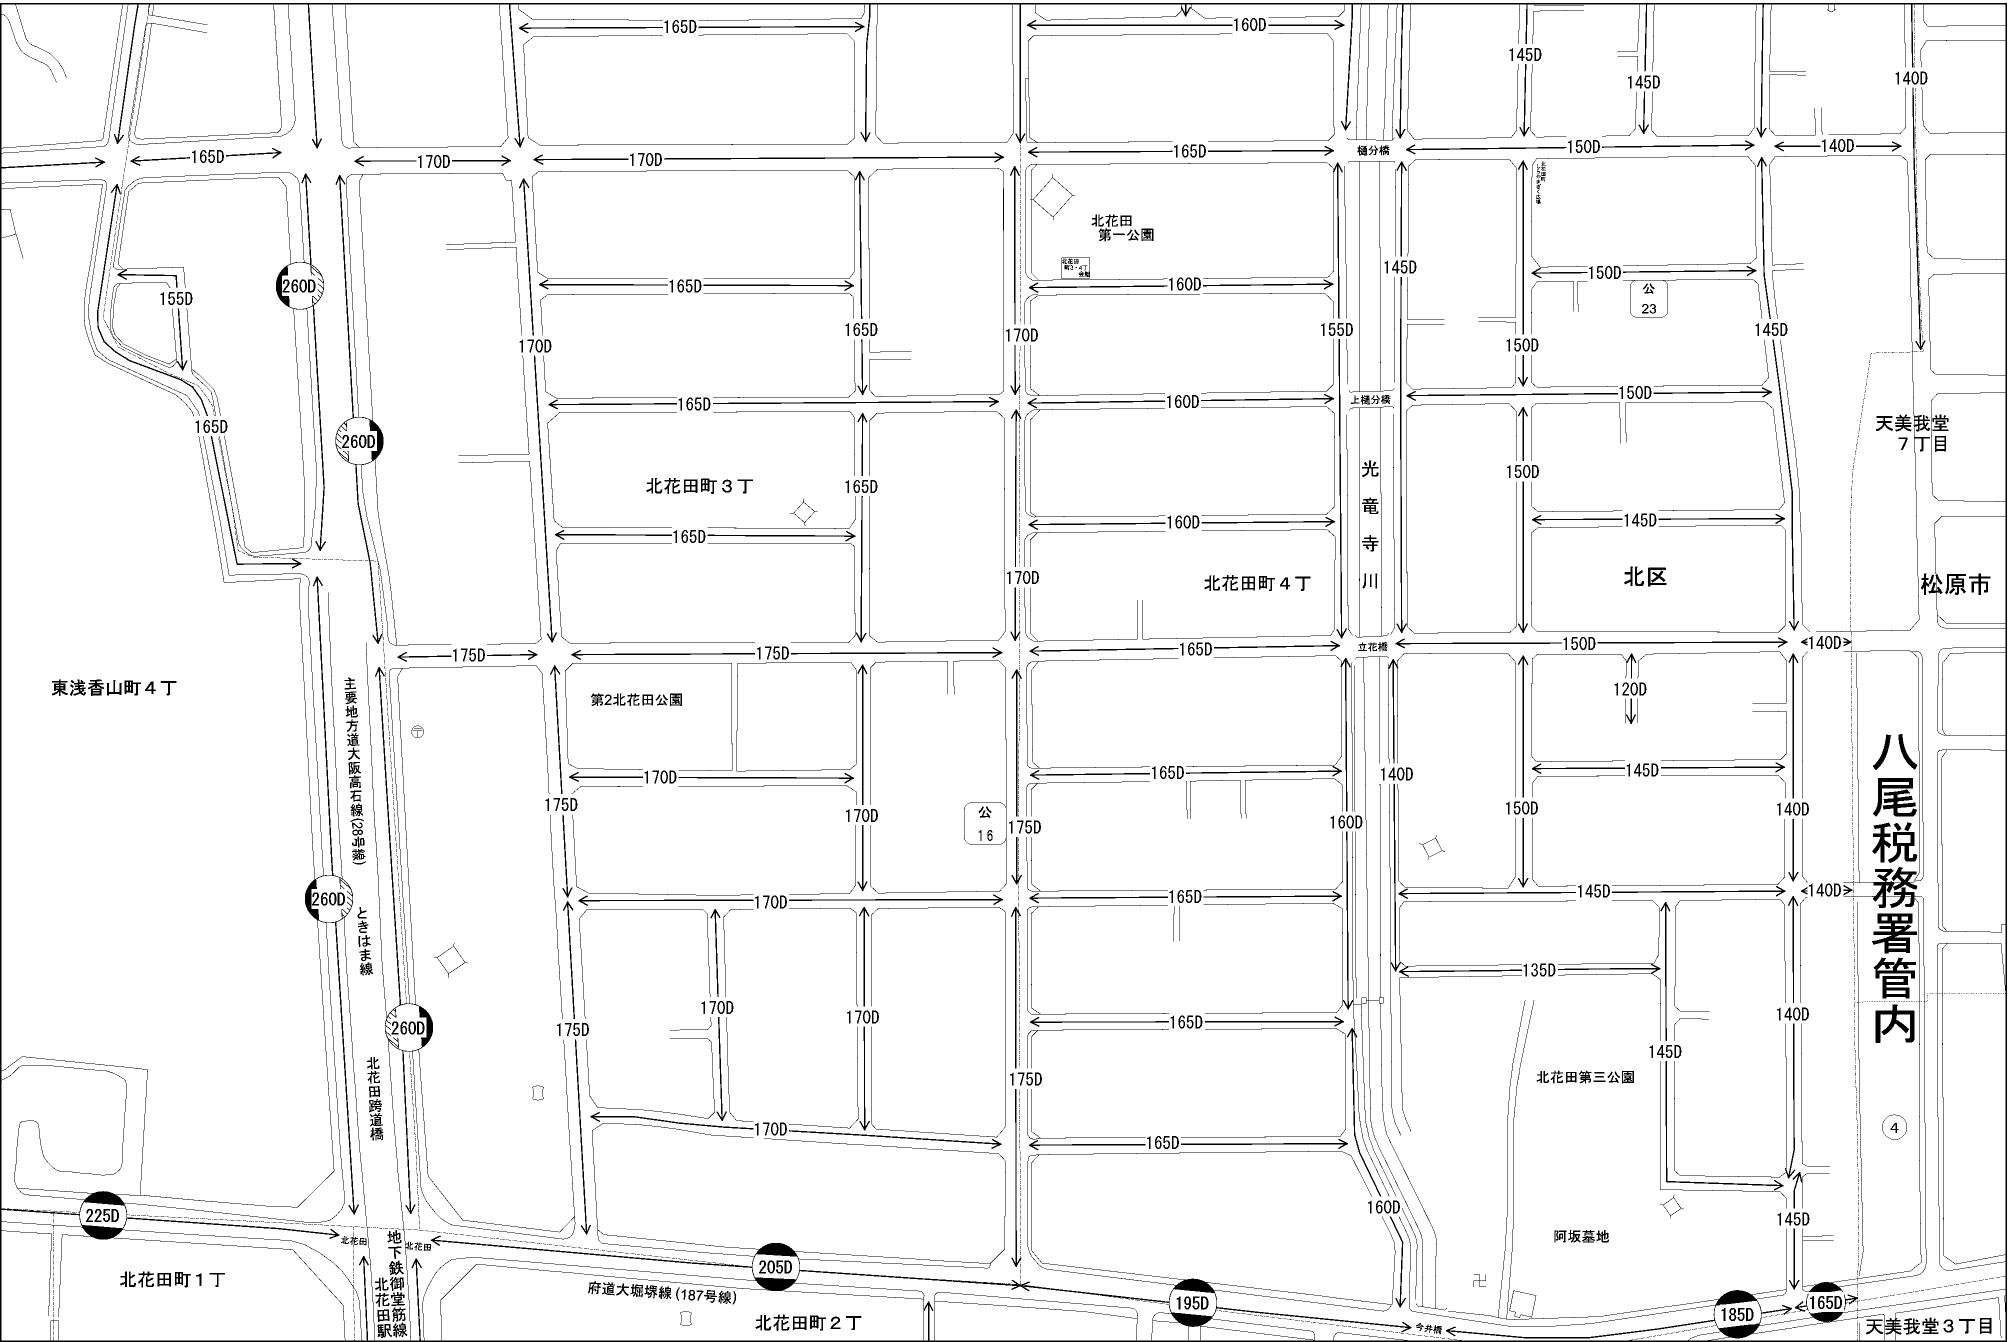 165D
160D
145D
145D
140D
165D
170D
170D
165D
樋分橋
150D
140D
北花田
第一公園
北花田
町3・4丁
会館
260D
155D
165D
160D
145D
150D
公
23
170D
165D
170D
155D
150D
145D
165D
165D
160D
上樋分橋
150D
260D
天美我堂
7丁目
北花田町3丁
165D
光竜寺川
150D
165D
160D
145D
170D
北花田町4丁
北区
松原市
175D
175D
165D
立花橋
150D
140D
東浅香山町4丁
第2北花田公園
120D
主要地方道大阪高石線(28号線)
〒
170D
165D
140D
145D
175D
170D
公
16
175D
160D
150D
140D
八尾税務署管内
260D
170D
165D
145D
140D
ときはま線
135D
260D
175D
170D
170D
165D
140D
145D
175D
北花田第三公園
北花田跨道橋
170D
165D
4
225D
160D
145D
北花田
北花田
阿坂墓地
地下鉄御堂筋線
北花田駅
205D
北花田町1丁
府道大堀堺線(187号線)
195D
185D
165D
北花田町2丁
今井橋
天美我堂3丁目